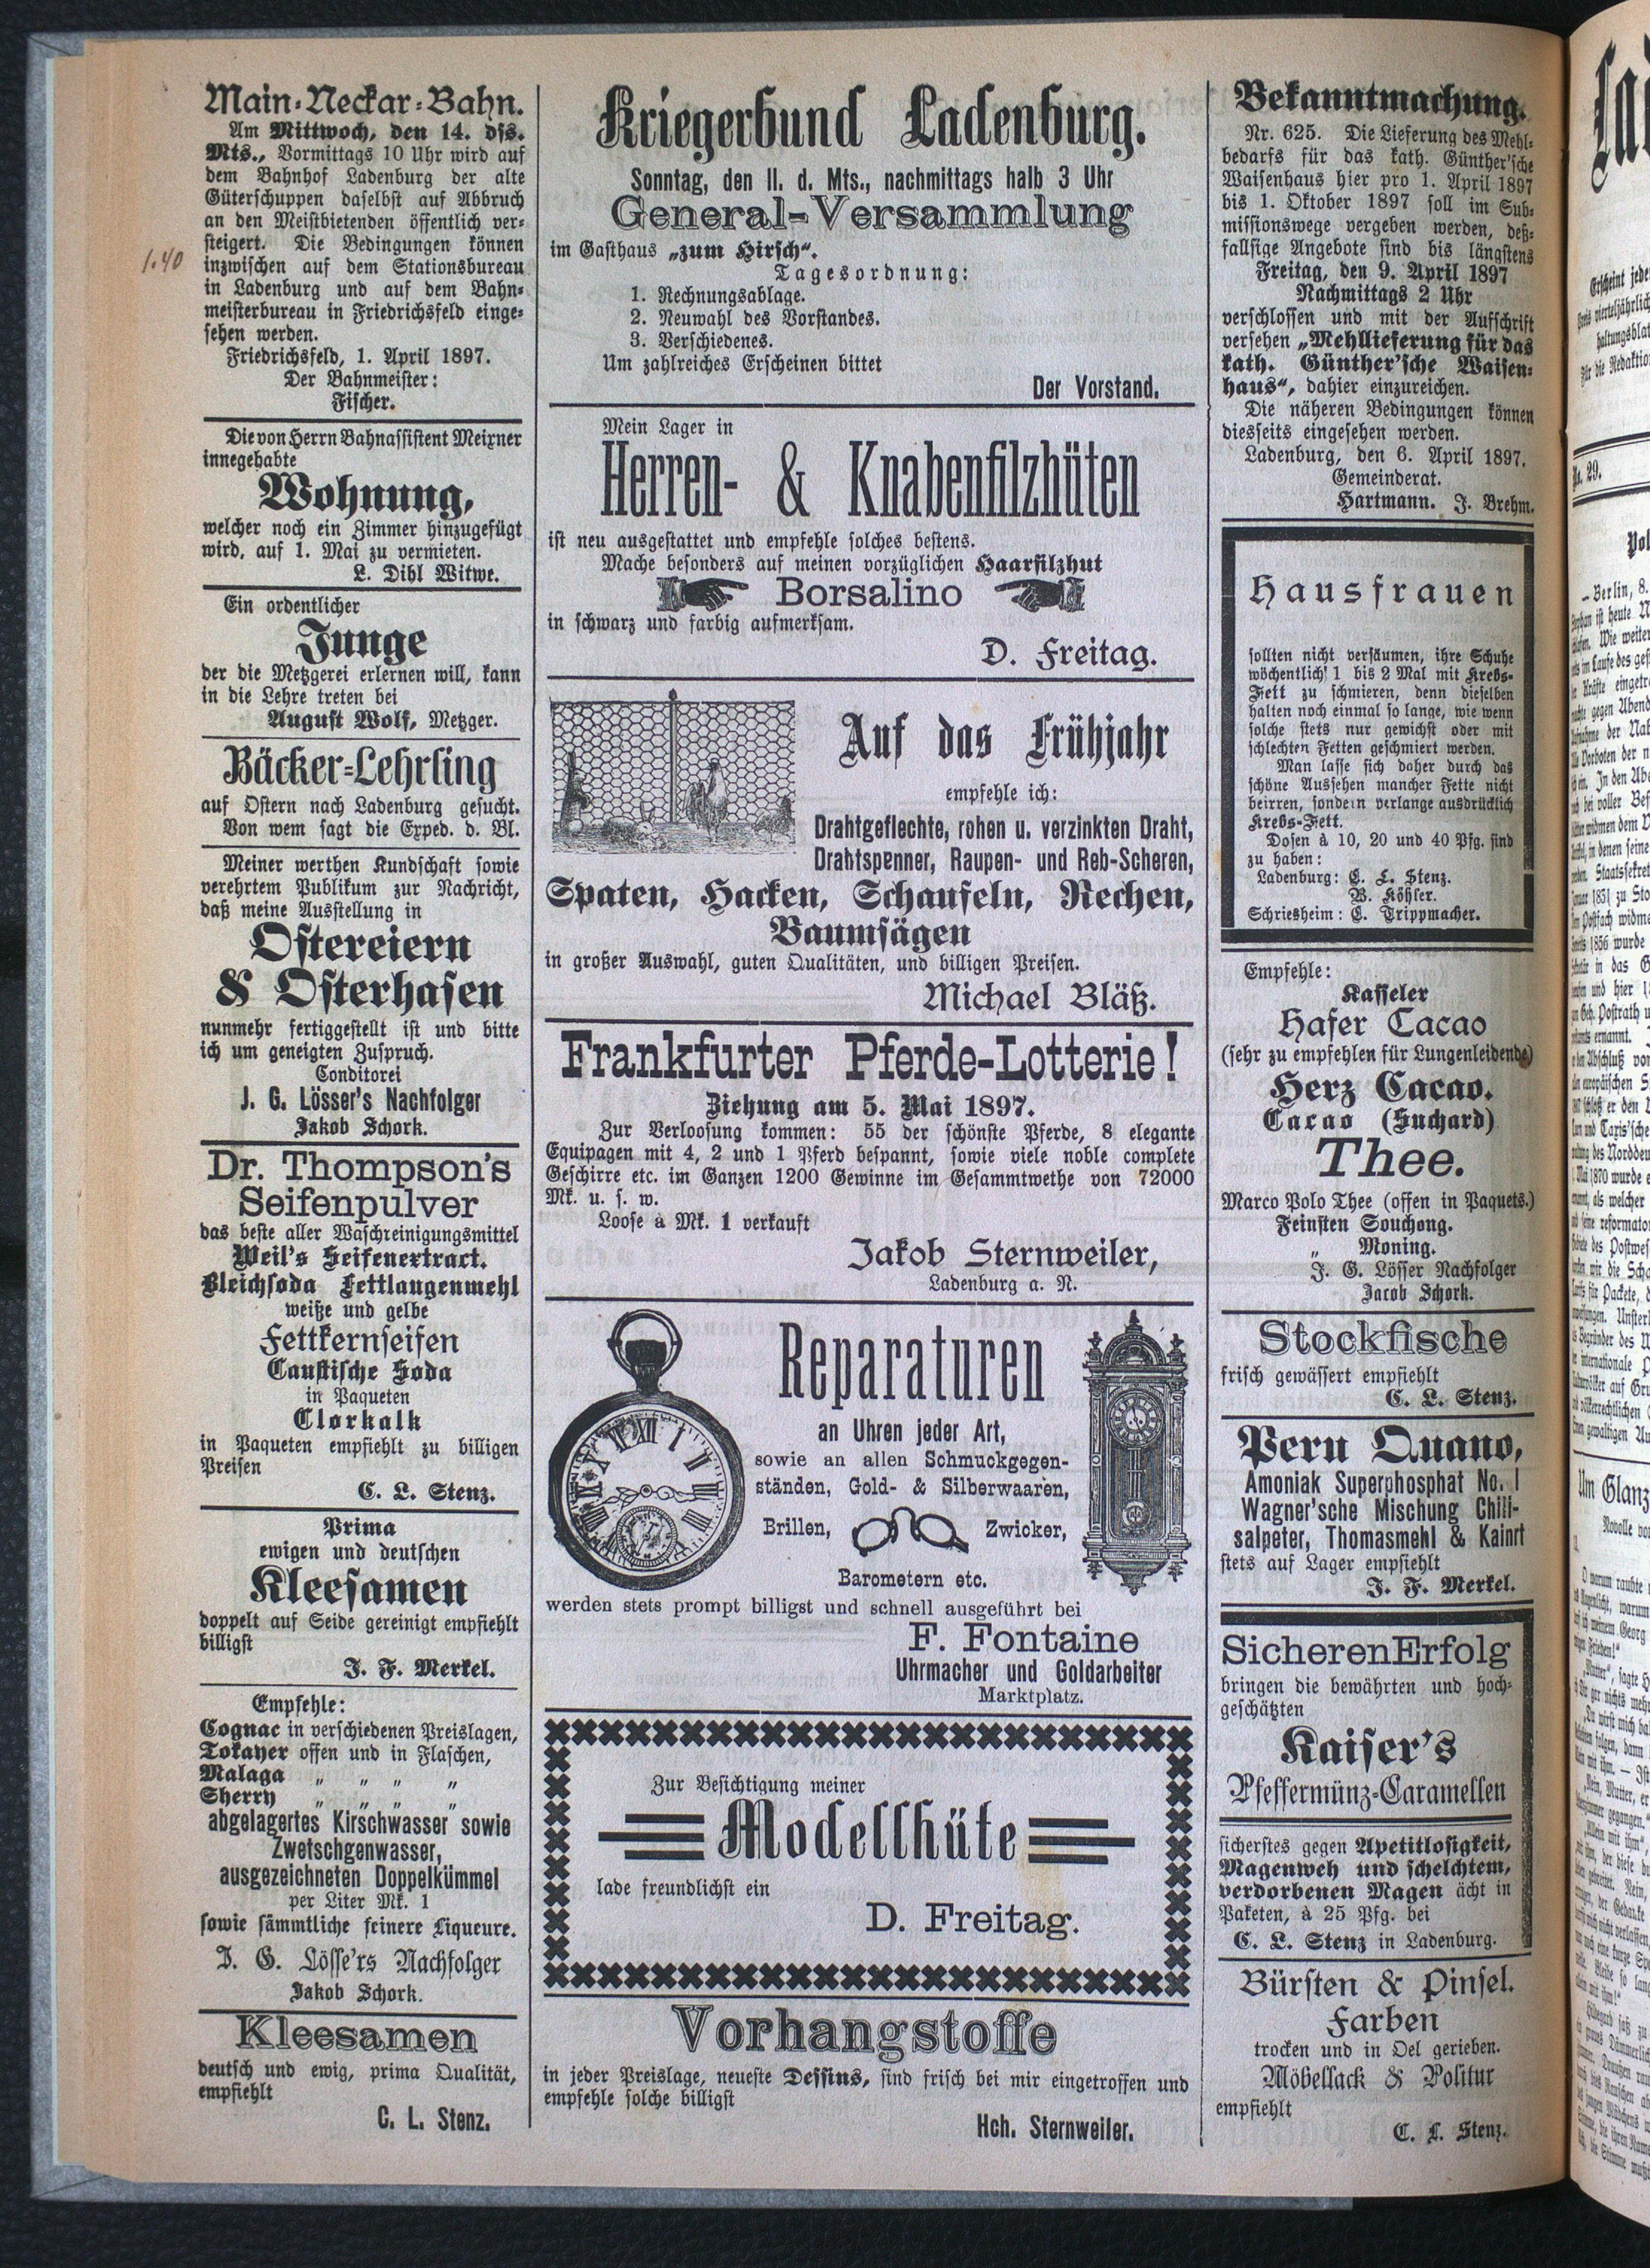 Main-Neckar-Bahn.
Am Mittwoch, den 14. dss.
Mts., Vormittags 10 Uhr wird auf
dem Bahnhof Ladenburg der alte
Güterschuppen daselbst auf Abbruch
an den Meistbietenden öffentlich ver-
steigert. Die Bedingungen können
inzwischen auf dem Stationsbureau
in Ladenburg und auf dem Bahn-
meisterbureau in Friedrichsfeld einge-
sehen werden.
Friedrichsfeld, 1. April 1897.
Der Bahnmeister:
Fischer.
1.40
Die von Herrn Bahnassistent Meixner
innegehabte
Wohnung,
welcher noch ein Zimmer hinzugefügt
wird, auf 1. Mai zu vermieten.
L. Dihl Witwe.
Ein ordentlicher
Junge
der die Metzgerei erlernen will, kann
in die Lehre treten bei
August Wolf, Metzger.
Bäcker-Lehrling
auf Ostern nach Ladenburg gesucht.
Von wem sagt die Exped. d. Bl.
Meiner werthen Kundschaft sowie
verehrtem Publikum zur Nachricht,
daß meine Ausstellung in
Ostereiern
& Osterhasen
nunmehr fertiggestellt ist und bitte
ich um geneigten Zuspruch.
Conditorei
J. G. Lösser's Nachfolger
Jakob Schork.
Dr. Thompson's
Seifenpulver
das beste aller Waschreinigungsmittel
Weil's Seifenextract.
Bleichsoda Fettlaugenmehl
weiße und gelbe
Fettkernseifen
Caustische Soda
in Paqueten
Clorkalk
in Paqueten empfiehlt zu billigen
Preisen
C. L. Stenz.
Prima
ewigen und deutschen
Kleesamen
doppelt auf Seide gereinigt empfiehlt
billigst
J. F. Merkel.
Empfehle:
Cognac in verschiedenen Preislagen,
Tokayer offen und in Flaschen,
Malaga „ „ „ „
Sherry „ „ „ „
abgelagertes Kirschwasser sowie
Zwetschgenwasser,
ausgezeichneten Doppelkümmel
per Liter Mk. 1
sowie sämmtliche feinere Liqueure.
J. G. Lösse'rs Nachfolger
Jakob Schork.
Kleesamen
deutsch und ewig, prima Qualität,
empfiehlt
C. L. Stenz.
Kriegerbund Ladenburg.
Sonntag, den 11. d. Mts., nachmittags halb 3 Uhr
General-Versammlung
im Gasthaus „zum Hirsch“.
Tagesordnung:
1. Rechnungsablage.
2. Neuwahl des Vorstandes.
3. Verschiedenes.
Um zahlreiches Erscheinen bittet
Der Vorstand.
Mein Lager in
Herren- & Knabenfilzhüten
ist neu ausgestattet und empfehle solches bestens.
Mache besonders auf meinen vorzüglichen Haarfilzhut
Borsalino
in schwarz und farbig aufmerksam.
D. Freitag.
Auf das Frühjahr
empfehle ich:
Drahtgeflechte, rohen u. verzinkten Draht,
Drahtspenner, Raupen- und Reb-Scheren,
Spaten, Hacken, Schaufeln, Rechen,
Baumsägen
in großer Auswahl, guten Qualitäten, und billigen Preisen.
Michael Bläß.
Frankfurter Pferde-Lotterie!
Ziehung am 5. Mai 1897.
Zur Verloosung kommen: 55 der schönste Pferde, 8 elegante
Equipagen mit 4, 2 und 1 Pferd bespannt, sowie viele noble complete
Geschirre etc. im Ganzen 1200 Gewinne im Gesammtwethe von 72000
Mk. u. s. w.
Loose a Mk. 1 verkauft
Jakob Sternweiler,
Ladenburg a. N.
Reparaturen
an Uhren jeder Art,
sowie an allen Schmuckgegen-
ständen, Gold- & Silberwaaren,
Brillen, Zwicker,
Barometern etc.
werden stets prompt billigst und schnell ausgeführt bei
F. Fontaine
Uhrmacher und Goldarbeiter
Marktplatz.
Zur Besichtigung meiner
Modellhüte
lade freundlichst ein
D. Freitag.
Vorhangstoffe
in jeder Preislage, neueste Dessins, sind frisch bei mir eingetroffen und
empfehle solche billigst
Hch. Sternweiler.
Bekanntmachung.
Nr. 625. Die Lieferung des Mehl-
bedarfs für das kath. Günther'sche
Waisenhaus hier pro 1. April 1897
bis 1. Oktober 1897 soll im Sub-
missionswege vergeben werden, deß-
fallsige Angebote sind bis längstens
Freitag, den 9. April 1897
Nachmittags 2 Uhr
verschlossen und mit der Aufschrift
versehen „Mehllieferung für das
kath. Günther'sche Waisen-
haus“, dahier einzureichen.
Die näheren Bedingungen können
diesseits eingesehen werden.
Ladenburg, den 6. April 1897.
Gemeinderat.
Hartmann. J. Brehm.
Hausfrauen
sollten nicht versäumen, ihre Schuhe
wöchentlich 1 bis 2 Mal mit Krebs-
Fett zu schmieren, denn dieselben
halten noch einmal so lange, wie wenn
solche stets nur gewichst oder mit
schlechten Fetten geschmiert werden.
Man lasse sich daher durch das
schöne Aussehen mancher Fette nicht
beirren, sondern verlange ausdrücklich
Krebs-Fett.
Dosen à 10, 20 und 40 Pfg. sind
zu haben:
Ladenburg: C. L. Stenz.
B. Köhler.
Schriesheim: E. Trippmacher.
Empfehle:
Kasseler
Hafer Cacao
(sehr zu empfehlen für Lungenleidende)
Herz Cacao.
Cacao (Suchard)
Thee.
Marco Polo Thee (offen in Paquets.)
Feinsten Souchong.
„ Moning.
J. G. Lösser Nachfolger
Jacob Schork.
Stockfische
frisch gewässert empfiehlt
C. L. Stenz.
Peru Quano,
Amoniak Superphosphat No. I
Wagner'sche Mischung Chili-
salpeter, Thomasmehl & Kainrt
stets auf Lager empfiehlt
J. F. Merkel.
Sicheren Erfolg
bringen die bewährten und hoch-
geschätzten
Kaiser's
Pfeffermünz-Caramellen
sicherstes gegen Apetitlosigkeit,
Magenweh und schelchtem,
verdorbenen Magen ächt in
Paketen, à 25 Pfg. bei
C. L. Stenz in Ladenburg.
Bürsten & Pinsel.
Farben
trocken und in Oel gerieben.
Möbellack & Politur
empfiehlt
C. L. Stenz.